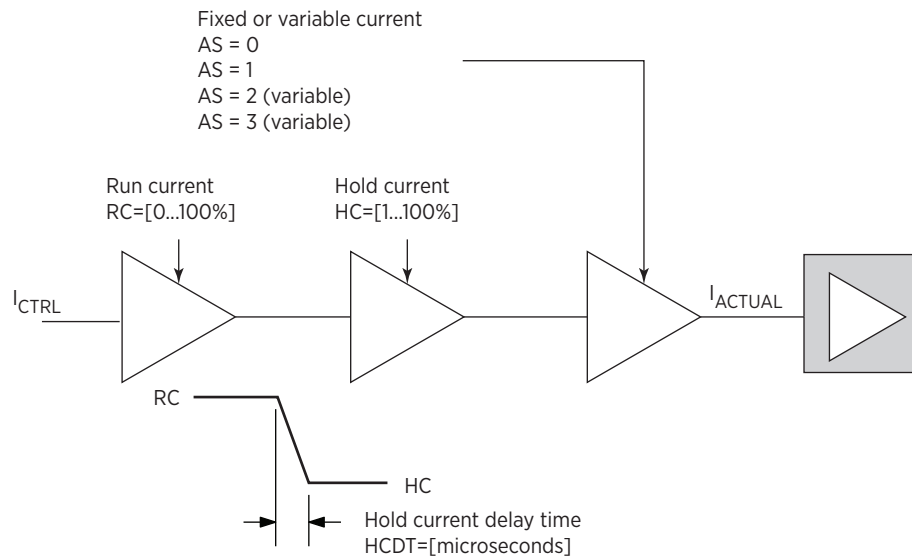 Fixed or variable current
AS = 0
AS = 1
AS = 2 (variable)
AS = 3 (variable)
Run current
RC=[0...100%]
Hold current
HC=[1...100%]
ICTRL
IACTUAL
RC
HC
Hold current delay time
HCDT=[microseconds]